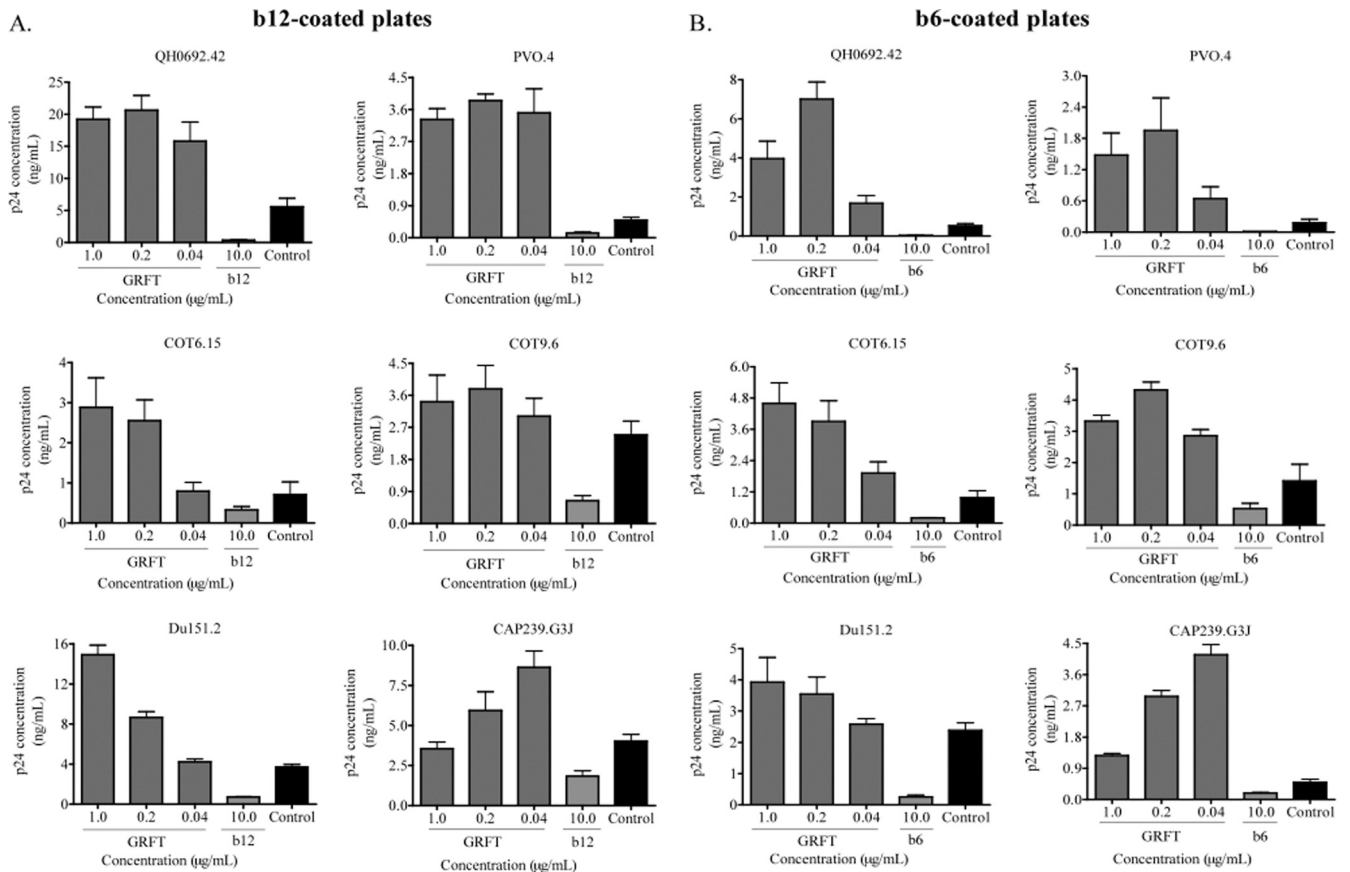 A.
b12-coated plates
QH0692.42
p24 concentration
(ng/mL)
25
20
15
10
5
0
1.0 0.2 0.04 10.0 Control
GRFT b12
Concentration (μg/mL)
PVO.4
p24 concentration
(ng/mL)
4.5
3.6
2.7
1.8
0.9
0.0
1.0 0.2 0.04 10.0 Control
GRFT b12
Concentration (μg/mL)
COT6.15
p24 concentration
(ng/mL)
4
3
2
1
0
1.0 0.2 0.04 10.0 Control
GRFT b12
Concentration (μg/mL)
COT9.6
p24 concentration
(ng/mL)
4.5
3.6
2.7
1.8
0.9
0.0
1.0 0.2 0.04 10.0 Control
GRFT b12
Concentration (μg/mL)
Du151.2
p24 concentration
(ng/mL)
16
12
8
4
0
1.0 0.2 0.04 10.0 Control
GRFT b12
Concentration (μg/mL)
CAP239.G3J
p24 concentration
(ng/mL)
10.0
7.5
5.0
2.5
0.0
1.0 0.2 0.04 10.0 Control
GRFT b12
Concentration (μg/mL)
B.
b6-coated plates
QH0692.42
p24 concentration
(ng/mL)
8
6
4
2
0
1.0 0.2 0.04 10.0 Control
GRFT b6
Concentration (μg/mL)
PVO.4
p24 concentration
(ng/mL)
3.0
2.4
1.8
1.2
0.6
0.0
1.0 0.2 0.04 10.0 Control
GRFT b6
Concentration (μg/mL)
COT6.15
p24 concentration
(ng/mL)
6.0
4.8
3.6
2.4
1.2
0.0
1.0 0.2 0.04 10.0 Control
GRFT b6
Concentration (μg/mL)
COT9.6
p24 concentration
(ng/mL)
5
4
3
2
1
0
1.0 0.2 0.04 10.0 Control
GRFT b6
Concentration (μg/mL)
Du151.2
p24 concentration
(ng/mL)
5
4
3
2
1
0
1.0 0.2 0.04 10.0 Control
GRFT b6
Concentration (μg/mL)
CAP239.G3J
p24 concentration
(ng/mL)
4.5
3.6
2.7
1.8
0.9
0.0
1.0 0.2 0.04 10.0 Control
GRFT b6
Concentration (μg/mL)